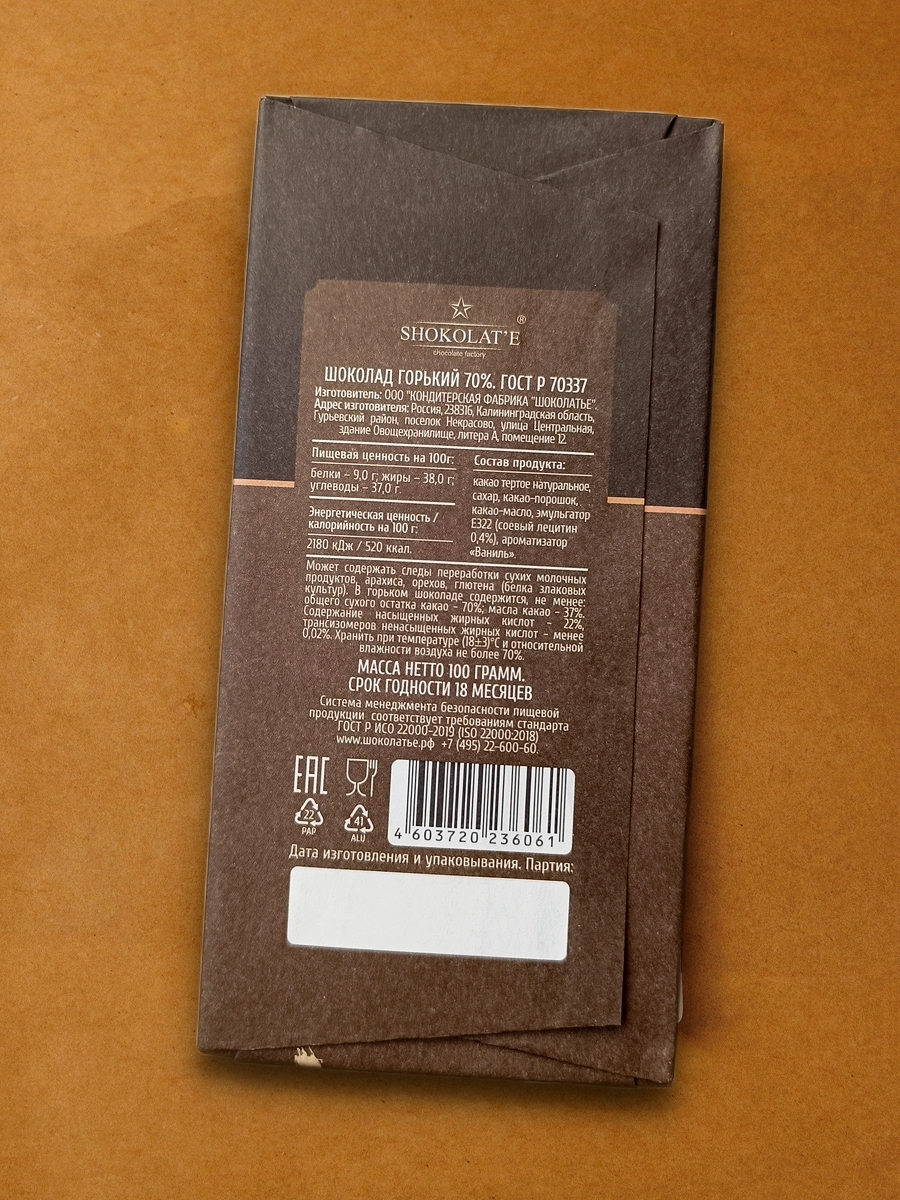 SHOKOLAT'E ®
chocolate factory
ШОКОЛАД ГОРЬКИЙ 70%. ГОСТ Р 70337
Изготовитель: ООО "КОНДИТЕРСКАЯ ФАБРИКА "ШОКОЛАТЬЕ".
Адрес изготовителя: Россия, 238316, Калининградская область,
Гурьевский район, поселок Некрасово, улица Центральная,
здание Овощехранилище, литера А, помещение 12.
Пищевая ценность на 100г:
белки – 9,0 г; жиры – 38,0 г;
углеводы – 37,0 г.
Энергетическая ценность /
калорийность на 100 г:
2180 кДж / 520 ккал.
Состав продукта:
какао тертое натуральное,
сахар, какао-порошок,
какао-масло, эмульгатор
Е322 (соевый лецитин
0,4%), ароматизатор
«Ваниль».
Может содержать следы переработки сухих молочных
продуктов, арахиса, орехов, глютена (белка злаковых
культур). В горьком шоколаде содержится, не менее:
общего сухого остатка какао – 70%; масла какао – 37%.
Содержание насыщенных жирных кислот – 22%,
трансизомеров ненасыщенных жирных кислот – менее
0,02%. Хранить при температуре (18±3)°С и относительной
влажности воздуха не более 70%.
МАССА НЕТТО 100 ГРАММ.
СРОК ГОДНОСТИ 18 МЕСЯЦЕВ
Система менеджмента безопасности пищевой
продукции соответствует требованиям стандарта
ГОСТ Р ИСО 22000-2019 (ISO 22000:2018)
www.шоколатье.рф +7 (495) 22-600-60.
EAC
22
PAP
41
ALU
4 603720 236061
Дата изготовления и упаковывания. Партия: